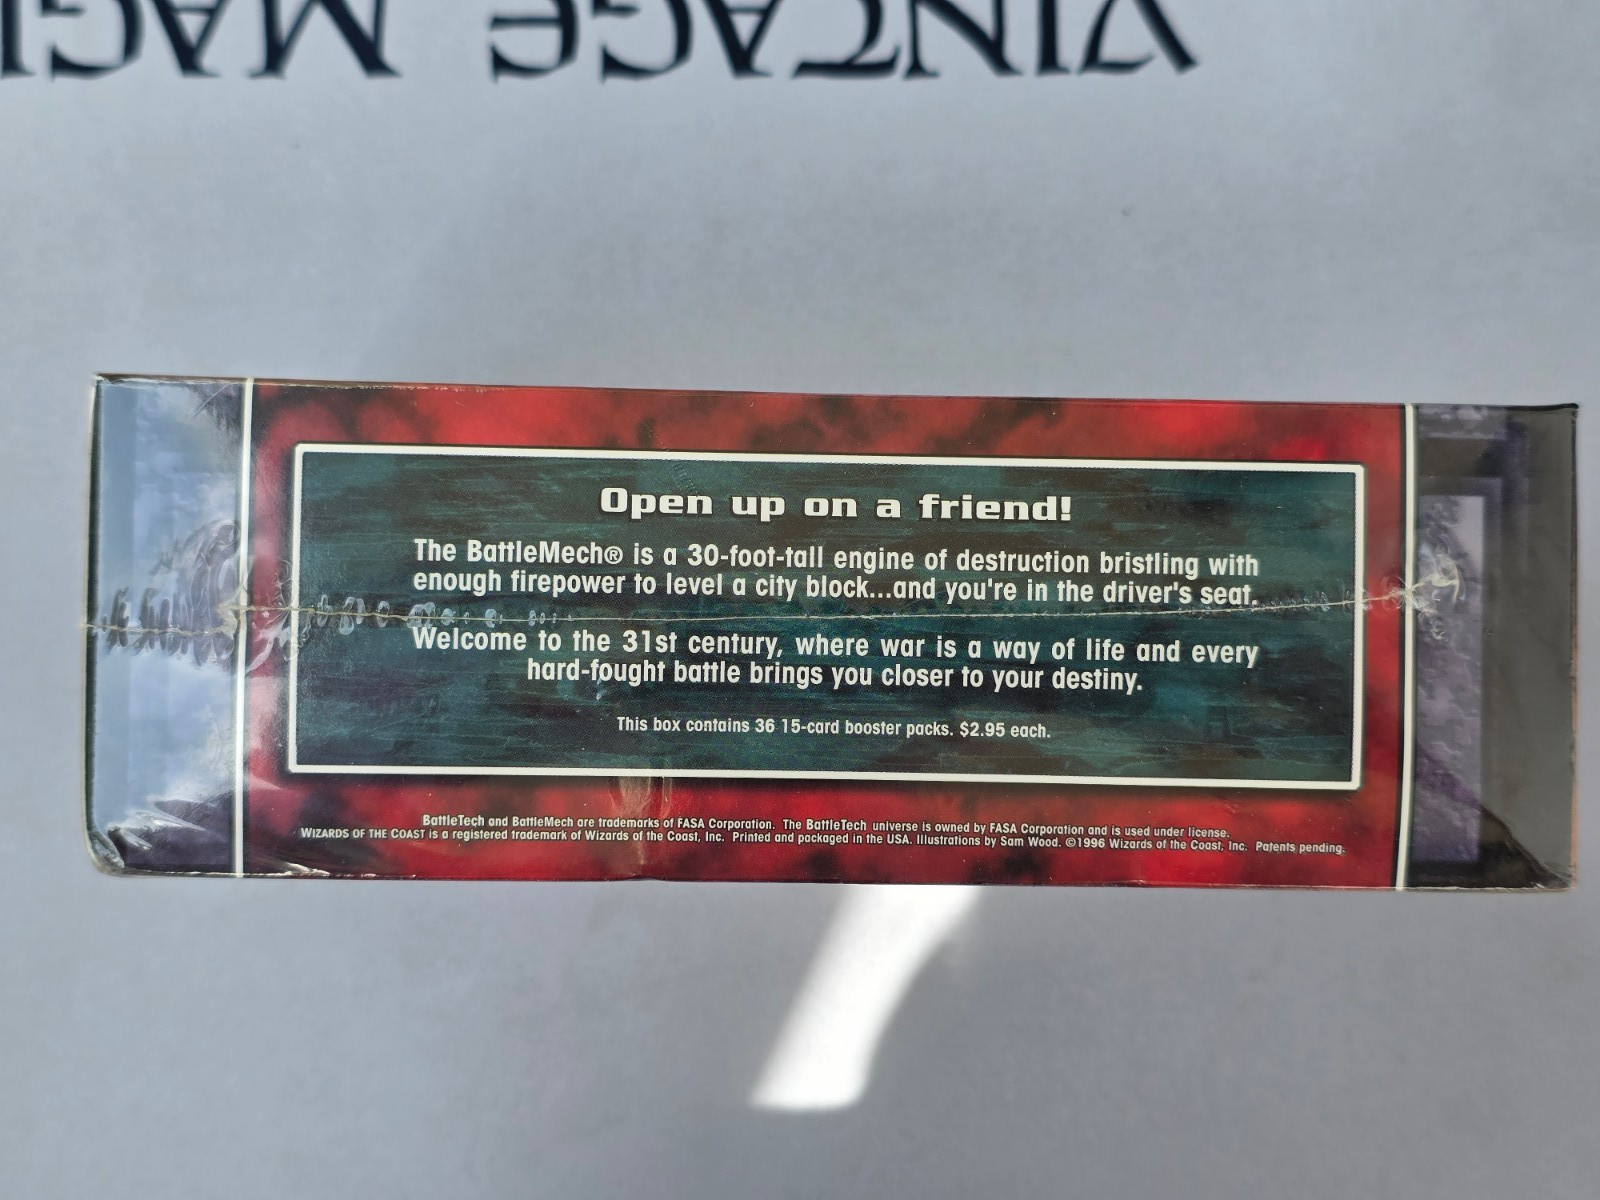 VINTAGE MAGI
Open up on a friend!
The BattleMech® is a 30-foot-tall engine of destruction bristling with
enough firepower to level a city block...and you're in the driver's seat.
Welcome to the 31st century, where war is a way of life and every
hard-fought battle brings you closer to your destiny.
This box contains 36 15-card booster packs. $2.95 each.
BattleTech and BattleMech are trademarks of FASA Corporation. The BattleTech universe is owned by FASA Corporation and is used under license.
WIZARDS OF THE COAST is a registered trademark of Wizards of the Coast, Inc. Printed and packaged in the USA. Illustrations by Sam Wood. ©1996 Wizards of the Coast, Inc. Patents pending.